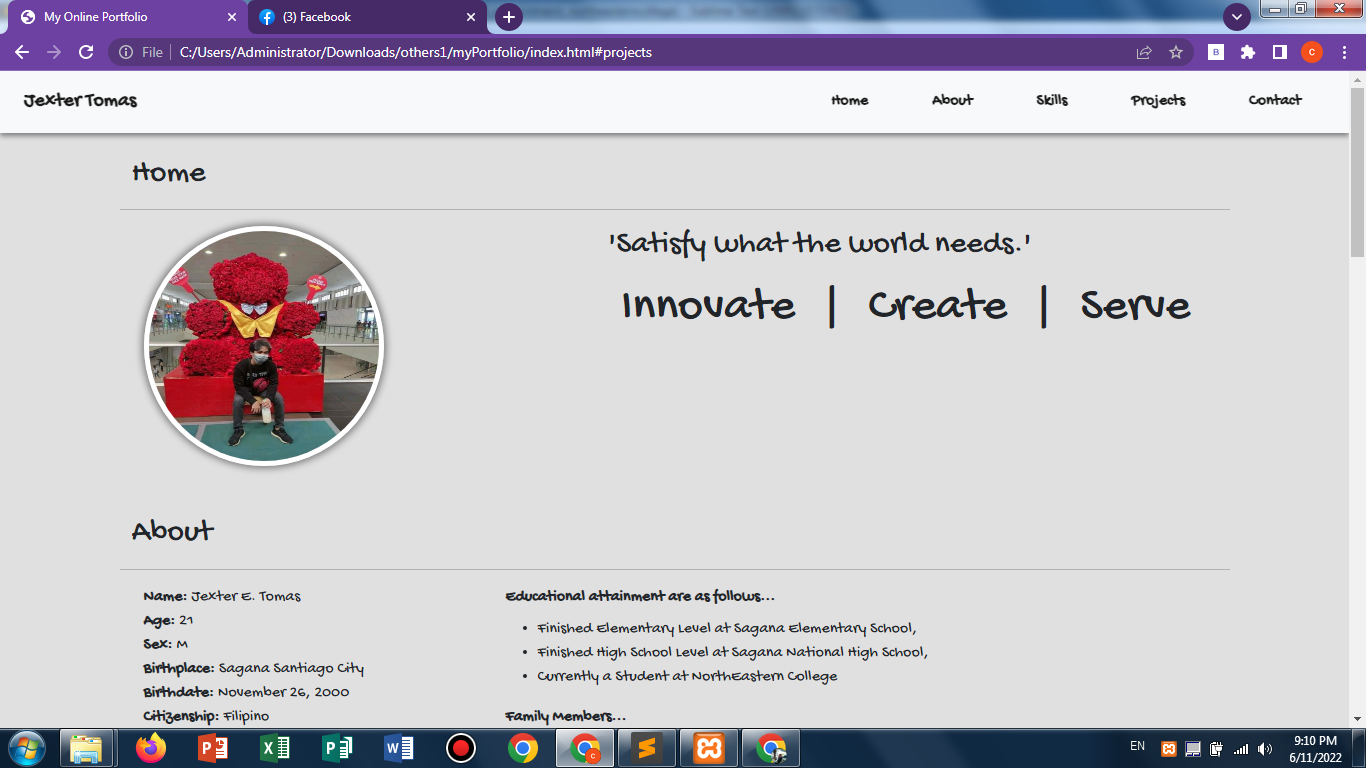 My Online Portfolio
(3) Facebook
File
C:/Users/Administrator/Downloads/others1/myPortfolio/index.html#projects
B
C
Jexter Tomas
Home About Skills Projects Contact
Home
'Satisfy what the world needs.'
Innovate | Create | Serve
About
Name: Jexter E. Tomas
Age: 21
Sex: M
Birthplace: Sagana Santiago City
Birthdate: November 26, 2000
Citizenship: Filipino
Educational attainment are as follows...
• Finished Elementary Level at Sagana Elementary School,
• Finished High School Level at Sagana National High School,
• Currently a Student at NorthEastern College
Family Members...
EN
9:10 PM
6/11/2022